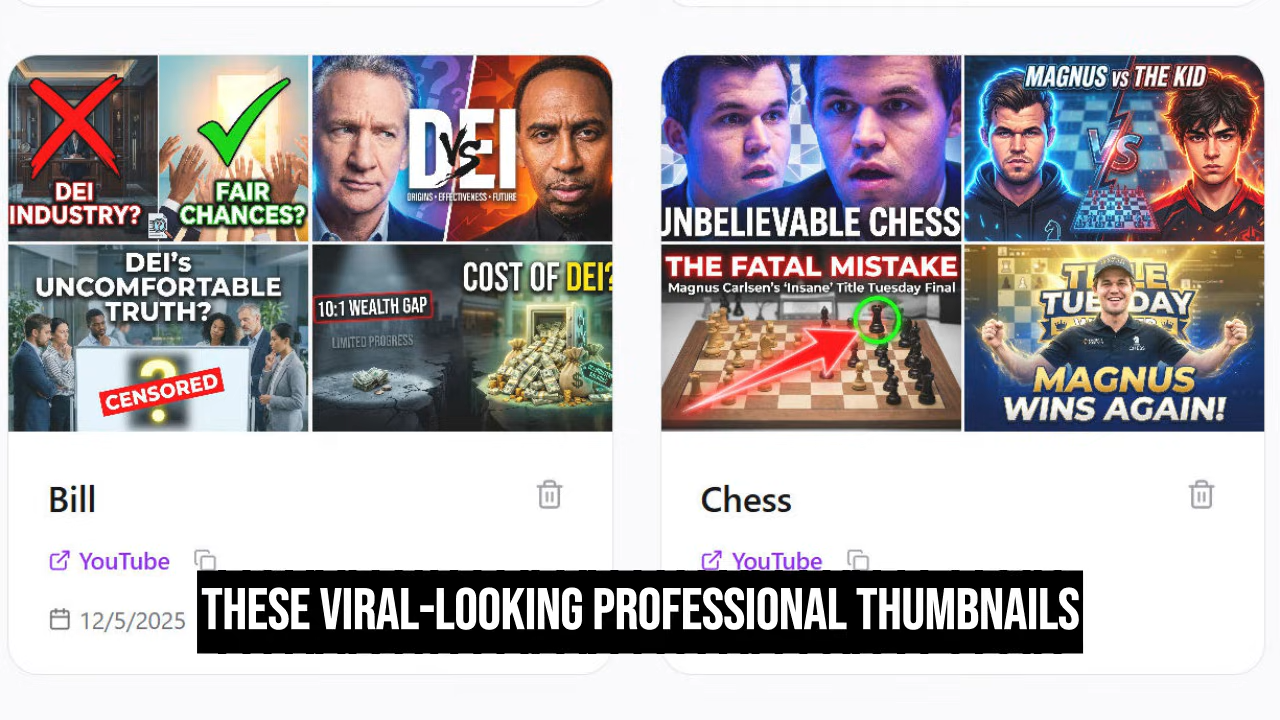 DEI
INDUSTRY?
FAIR
CHANCES?
DEI
VS
ORIGINS • EFFECTIVENESS • FUTURE
DEI's
UNCOMFORTABLE
TRUTH?
?
CENSORED
COST OF DEI?
10:1 WEALTH GAP
LIMITED PROGRESS
UNBELIEVABLE CHESS
MAGNUS vs THE KID
VS
THE FATAL MISTAKE
Magnus Carlsen's 'Insane' Title Tuesday Final
TITLE
TUESDAY
MAGNUS
WINS AGAIN!
Bill
Chess
YouTube
YouTube
12/5/2025
THESE VIRAL-LOOKING PROFESSIONAL THUMBNAILS